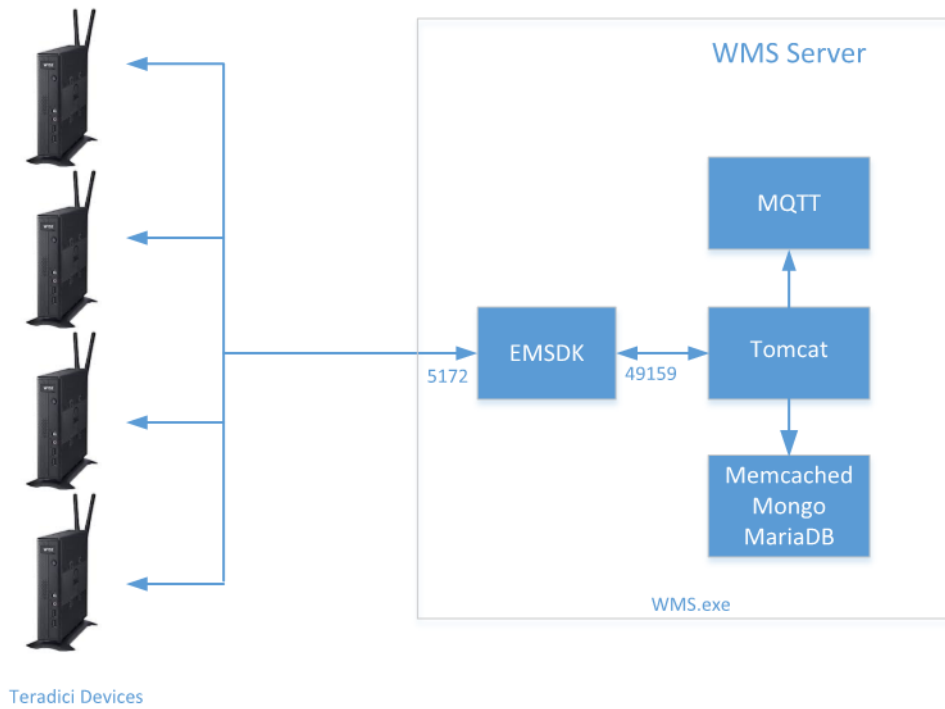 WMS Server
MQTT
EMSDK
Tomcat
5172
49159
Memcached
Mongo
MariaDB
WMS.exe
Teradici Devices